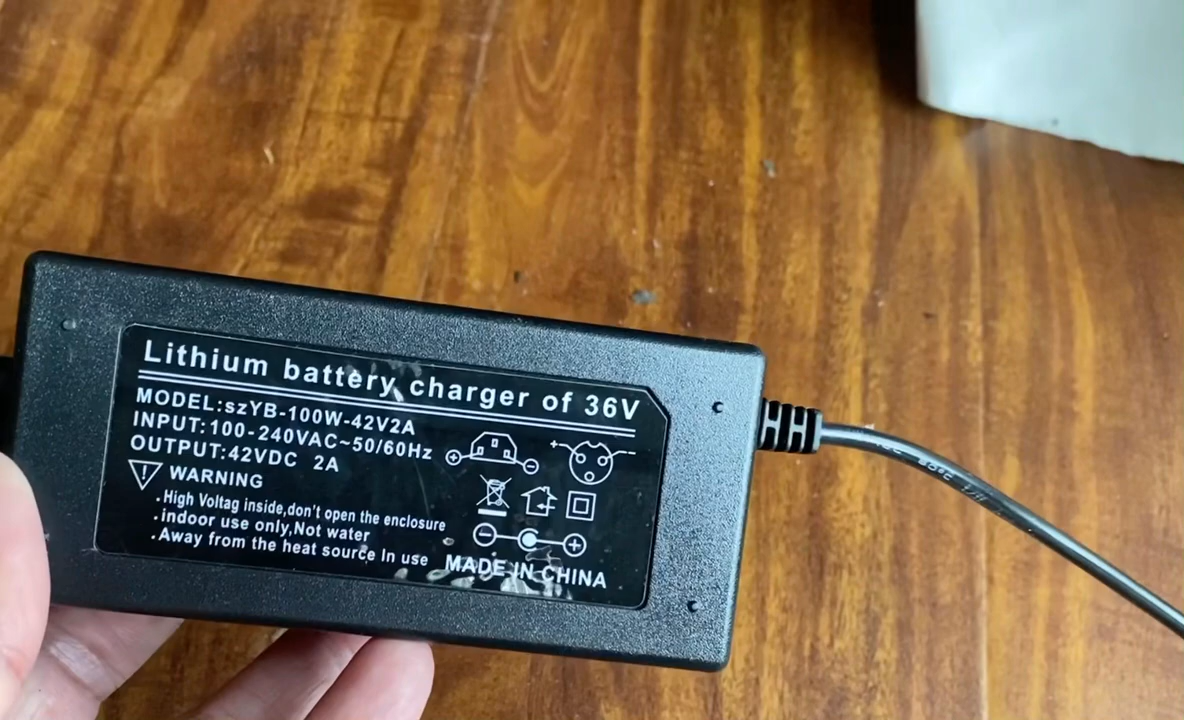 Lithium battery charger of 36V
MODEL:szYB-100W-42V2A
INPUT:100-240VAC~50/60Hz
OUTPUT:42VDC 2A
WARNING
.High Voltag inside,don't open the enclosure
.indoor use only,Not water
.Away from the heat source In use
MADE IN CHINA